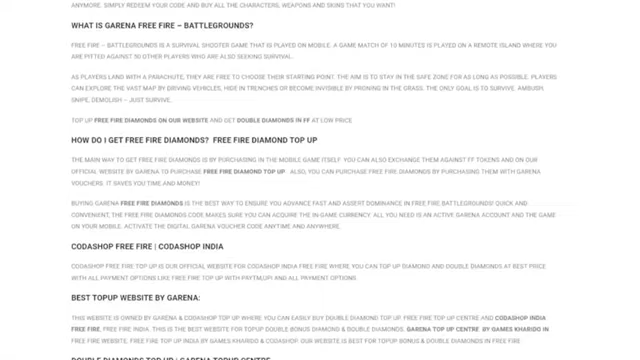 ANYMORE. SIMPLY REDEEM YOUR CODE AND BUY ALL THE CHARACTERS, WEAPONS AND SKINS THAT YOU WANT!
WHAT IS GARENA FREE FIRE – BATTLEGROUNDS?
FREE FIRE – BATTLEGROUNDS IS A SURVIVAL SHOOTER GAME THAT IS PLAYED ON MOBILE. A GAME MATCH OF 10 MINUTES IS PLAYED ON A REMOTE ISLAND WHERE YOU
ARE PITTED AGAINST 50 OTHER PLAYERS WHO ARE ALSO SEEKING SURVIVAL.
AS PLAYERS LAND WITH A PARACHUTE, THEY ARE FREE TO CHOOSE THEIR STARTING POINT. THE AIM IS TO STAY IN THE SAFE ZONE FOR AS LONG AS POSSIBLE. PLAYERS
CAN EXPLORE THE VAST MAP BY DRIVING VEHICLES, HIDE IN TRENCHES OR BECOME INVISIBLE BY PRONING IN THE GRASS. THE ONLY GOAL IS TO SURVIVE. AMBUSH,
SNIPE, DEMOLISH – JUST SURVIVE.
TOP UP FREE FIRE DIAMONDS ON OUR WEBSITE AND GET DOUBLE DIAMONDS IN FF AT LOW PRICE
HOW DO I GET FREE FIRE DIAMONDS? FREE FIRE DIAMOND TOP UP
THE MAIN WAY TO GET FREE FIRE DIAMONDS IS BY PURCHASING IN THE MOBILE GAME ITSELF. YOU CAN ALSO EXCHANGE THEM AGAINST FF TOKENS AND ON OUR
OFFICIAL WEBSITE BY GARENA TO PURCHASE FREE FIRE DIAMOND TOP UP ALSO, YOU CAN PURCHASE FREE FIRE DIAMONDS BY PURCHASING THEM WITH GARENA
VOUCHERS. IT SAVES YOU TIME AND MONEY!
BUYING GARENA FREE FIRE DIAMONDS IS THE BEST WAY TO ENSURE YOU ADVANCE FAST AND ASSERT DOMINANCE IN FREE FIRE BATTLEGROUNDS! QUICK AND
CONVENIENT, THE FREE FIRE DIAMONDS CODE MAKES SURE YOU CAN ACQUIRE THE IN-GAME CURRENCY. ALL YOU NEED IS AN ACTIVE GARENA ACCOUNT AND THE GAME
ON YOUR MOBILE. ACTIVATE THE DIGITAL GARENA VOUCHER CODE ANYTIME AND ANYWHERE.
CODASHOP FREE FIRE | CODASHOP INDIA
CODASHOP FREE FIRE TOP UP IS OUR OFFICIAL WEBSITE FOR CODASHOP INDIA FREE FIRE WHERE YOU CAN TOP UP DIAMOND AND DOUBLE DIAMONDS AT BEST PRICE
WITH ALL PAYMENT OPTIONS LIKE FREE FIRE TOP UP WITH PAYTM,UPI AND ALL PAYMENT OPTIONS
BEST TOPUP WEBSITE BY GARENA:
THIS WEBSITE IS OWNED BY GARENA & CODASHOP TOP UP WHERE YOU CAN EASILY BUY DOUBLE DIAMOND TOP UP FREE FIRE TOP UP CENTRE AND CODASHOP INDIA
FREE FIRE, FREE FIRE INDIA. THIS IS THE BEST WEBSITE FOR TOPUP DOUBLE BONUS DIAMOND & DOUBLE DIAMONDS. GARENA TOP UP CENTRE BY GAMES KHARIDO IN
FREE FIRE WEBSITE, FREE FIRE TOP UP INDIA BY GAMES KHARIDO & CODASHOP. OUR WEBSITE IS BEST FOR TOPUP BONUS & DOUBLE DIAMONDS IN FREE FIRE
DOUBLE DIAMONDS TOP UP | GARENA TOPUP CENTRE